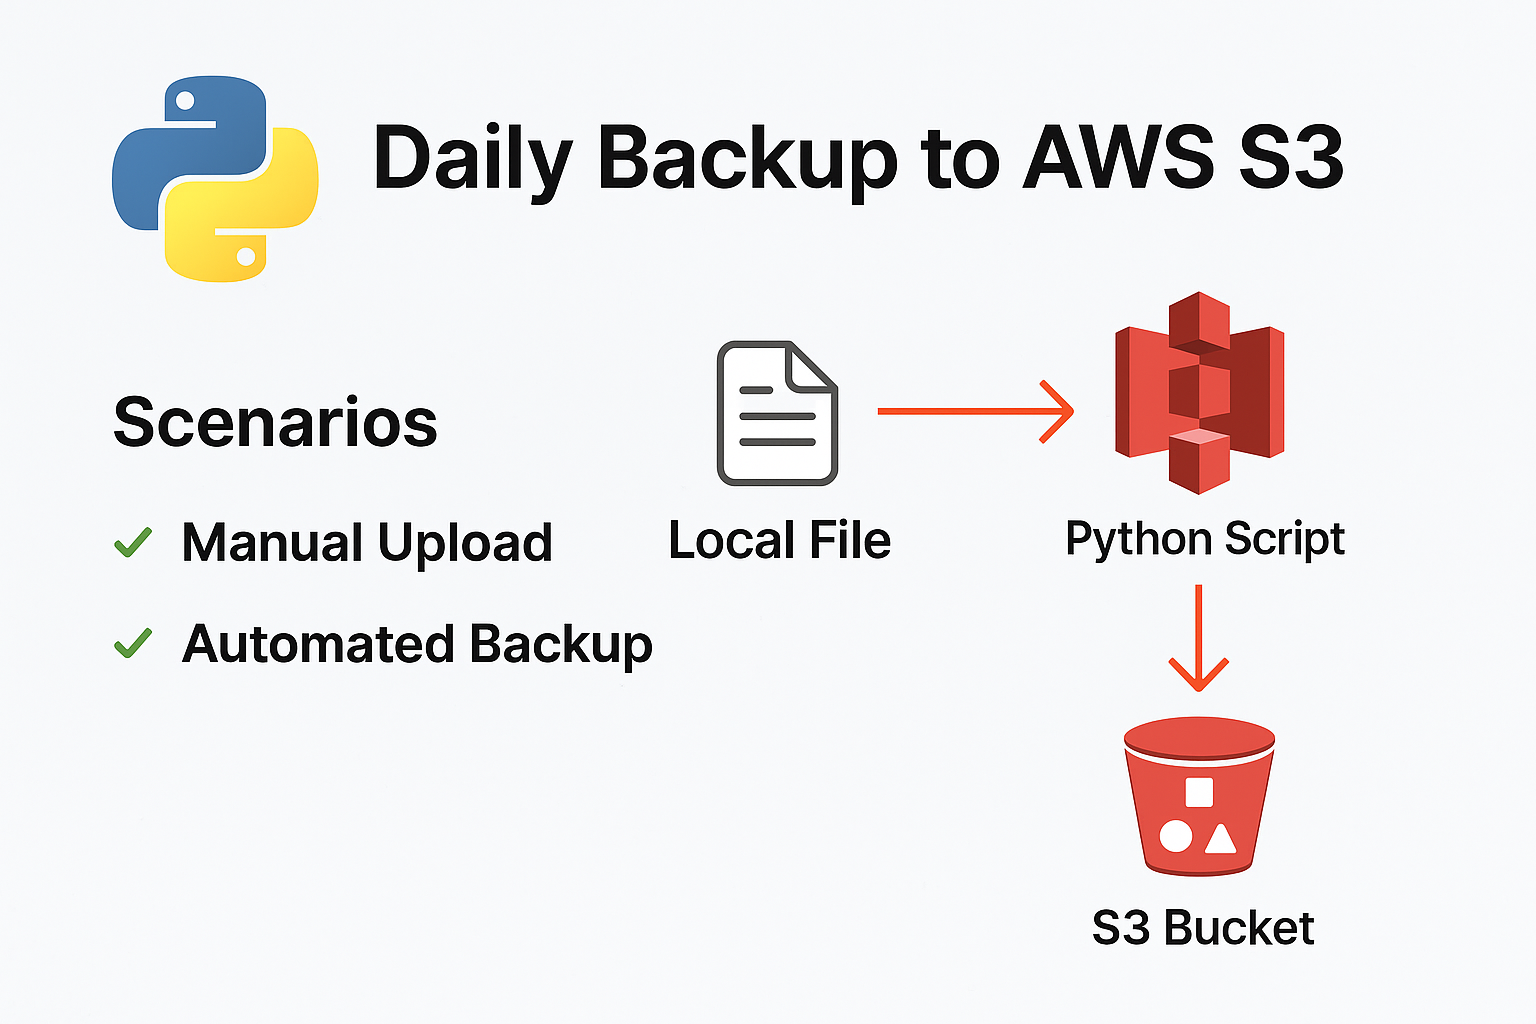 Daily Backup to AWS S3
Scenarios
Manual Upload
Automated Backup
Local File
Python Script
S3 Bucket